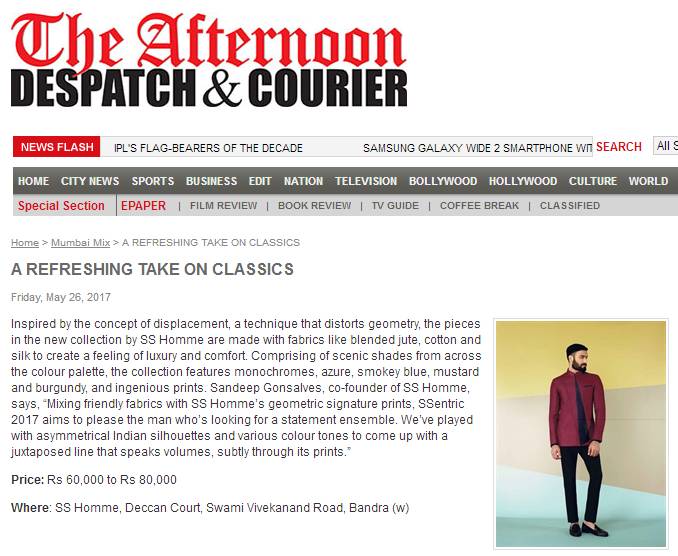 The Afternoon
DESPATCH & COURIER
NEWS FLASH IPL'S FLAG-BEARERS OF THE DECADE SAMSUNG GALAXY WIDE 2 SMARTPHONE WIT SEARCH All S
HOME CITY NEWS SPORTS BUSINESS EDIT NATION TELEVISION BOLLYWOOD HOLLYWOOD CULTURE WORLD
Special Section EPAPER | FILM REVIEW | BOOK REVIEW | TV GUIDE | COFFEE BREAK | CLASSIFIED
Home > Mumbai Mix > A REFRESHING TAKE ON CLASSICS
A REFRESHING TAKE ON CLASSICS
Friday, May 26, 2017
Inspired by the concept of displacement, a technique that distorts geometry, the pieces
in the new collection by SS Homme are made with fabrics like blended jute, cotton and
silk to create a feeling of luxury and comfort. Comprising of scenic shades from across
the colour palette, the collection features monochromes, azure, smokey blue, mustard
and burgundy, and ingenious prints. Sandeep Gonsalves, co-founder of SS Homme,
says, “Mixing friendly fabrics with SS Homme’s geometric signature prints, SSentric
2017 aims to please the man who’s looking for a statement ensemble. We’ve played
with asymmetrical Indian silhouettes and various colour tones to come up with a
juxtaposed line that speaks volumes, subtly through its prints.”
Price: Rs 60,000 to Rs 80,000
Where: SS Homme, Deccan Court, Swami Vivekanand Road, Bandra (w)